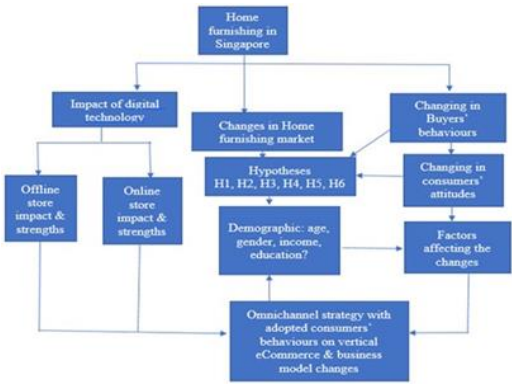 Home
furnishing in
Singapore
Impact of digital
technology
Changes in Home
furnishing market
Changing in
Buyers'
behaviours
Hypotheses
H1, H2, H3, H4, H5, H6
Changing in
consumers'
attitudes
Offline
store
impact &
strengths
Online
store
impact &
strengths
Demographic: age,
gender, income,
education?
Factors
affecting the
changes
Omnichannel strategy with
adopted consumers'
behaviours on vertical
eCommerce & business
model changes